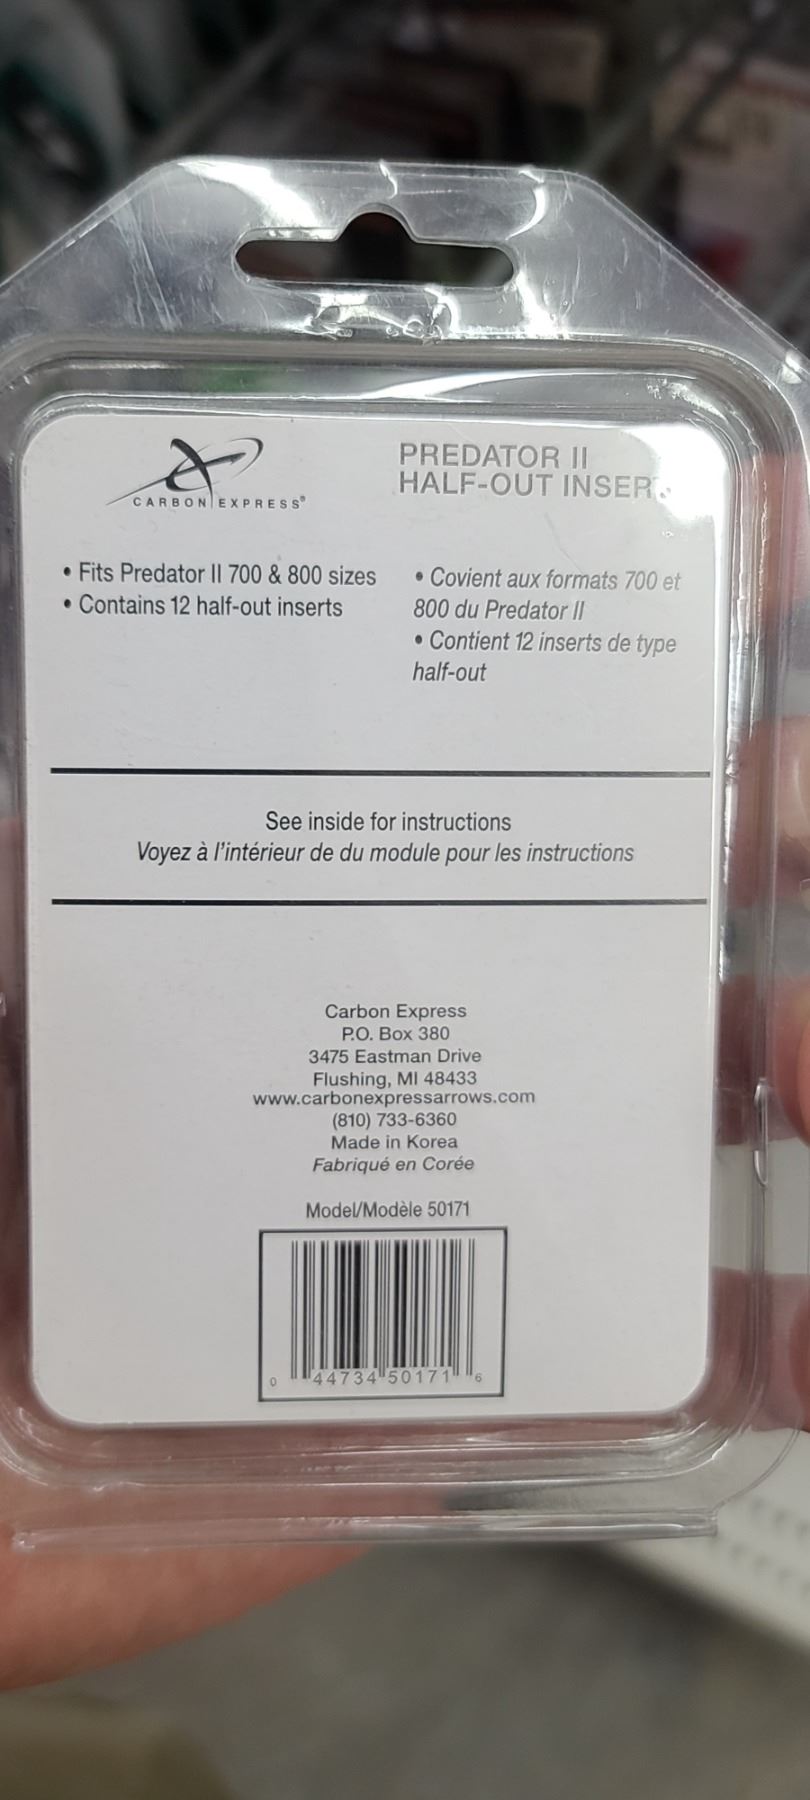 CARBON EXPRESS®
PREDATOR II
HALF-OUT
• Fits Predator II 700 & 800 sizes
• Contains 12 half-out inserts
• Covient aux formats 700 et
800 du Predator II
• Contient 12 inserts de type
half-out
See inside for instructions
Voyez à l'intérieur de du module pour les instructions
Carbon Express
P.O. Box 380
3475 Eastman Drive
Flushing, MI 48433
www.carbonexpressarrows.com
(810) 733-6360
Made in Korea
Fabriqué en Corée
Model/Modèle 50171
0 44734 50171 6